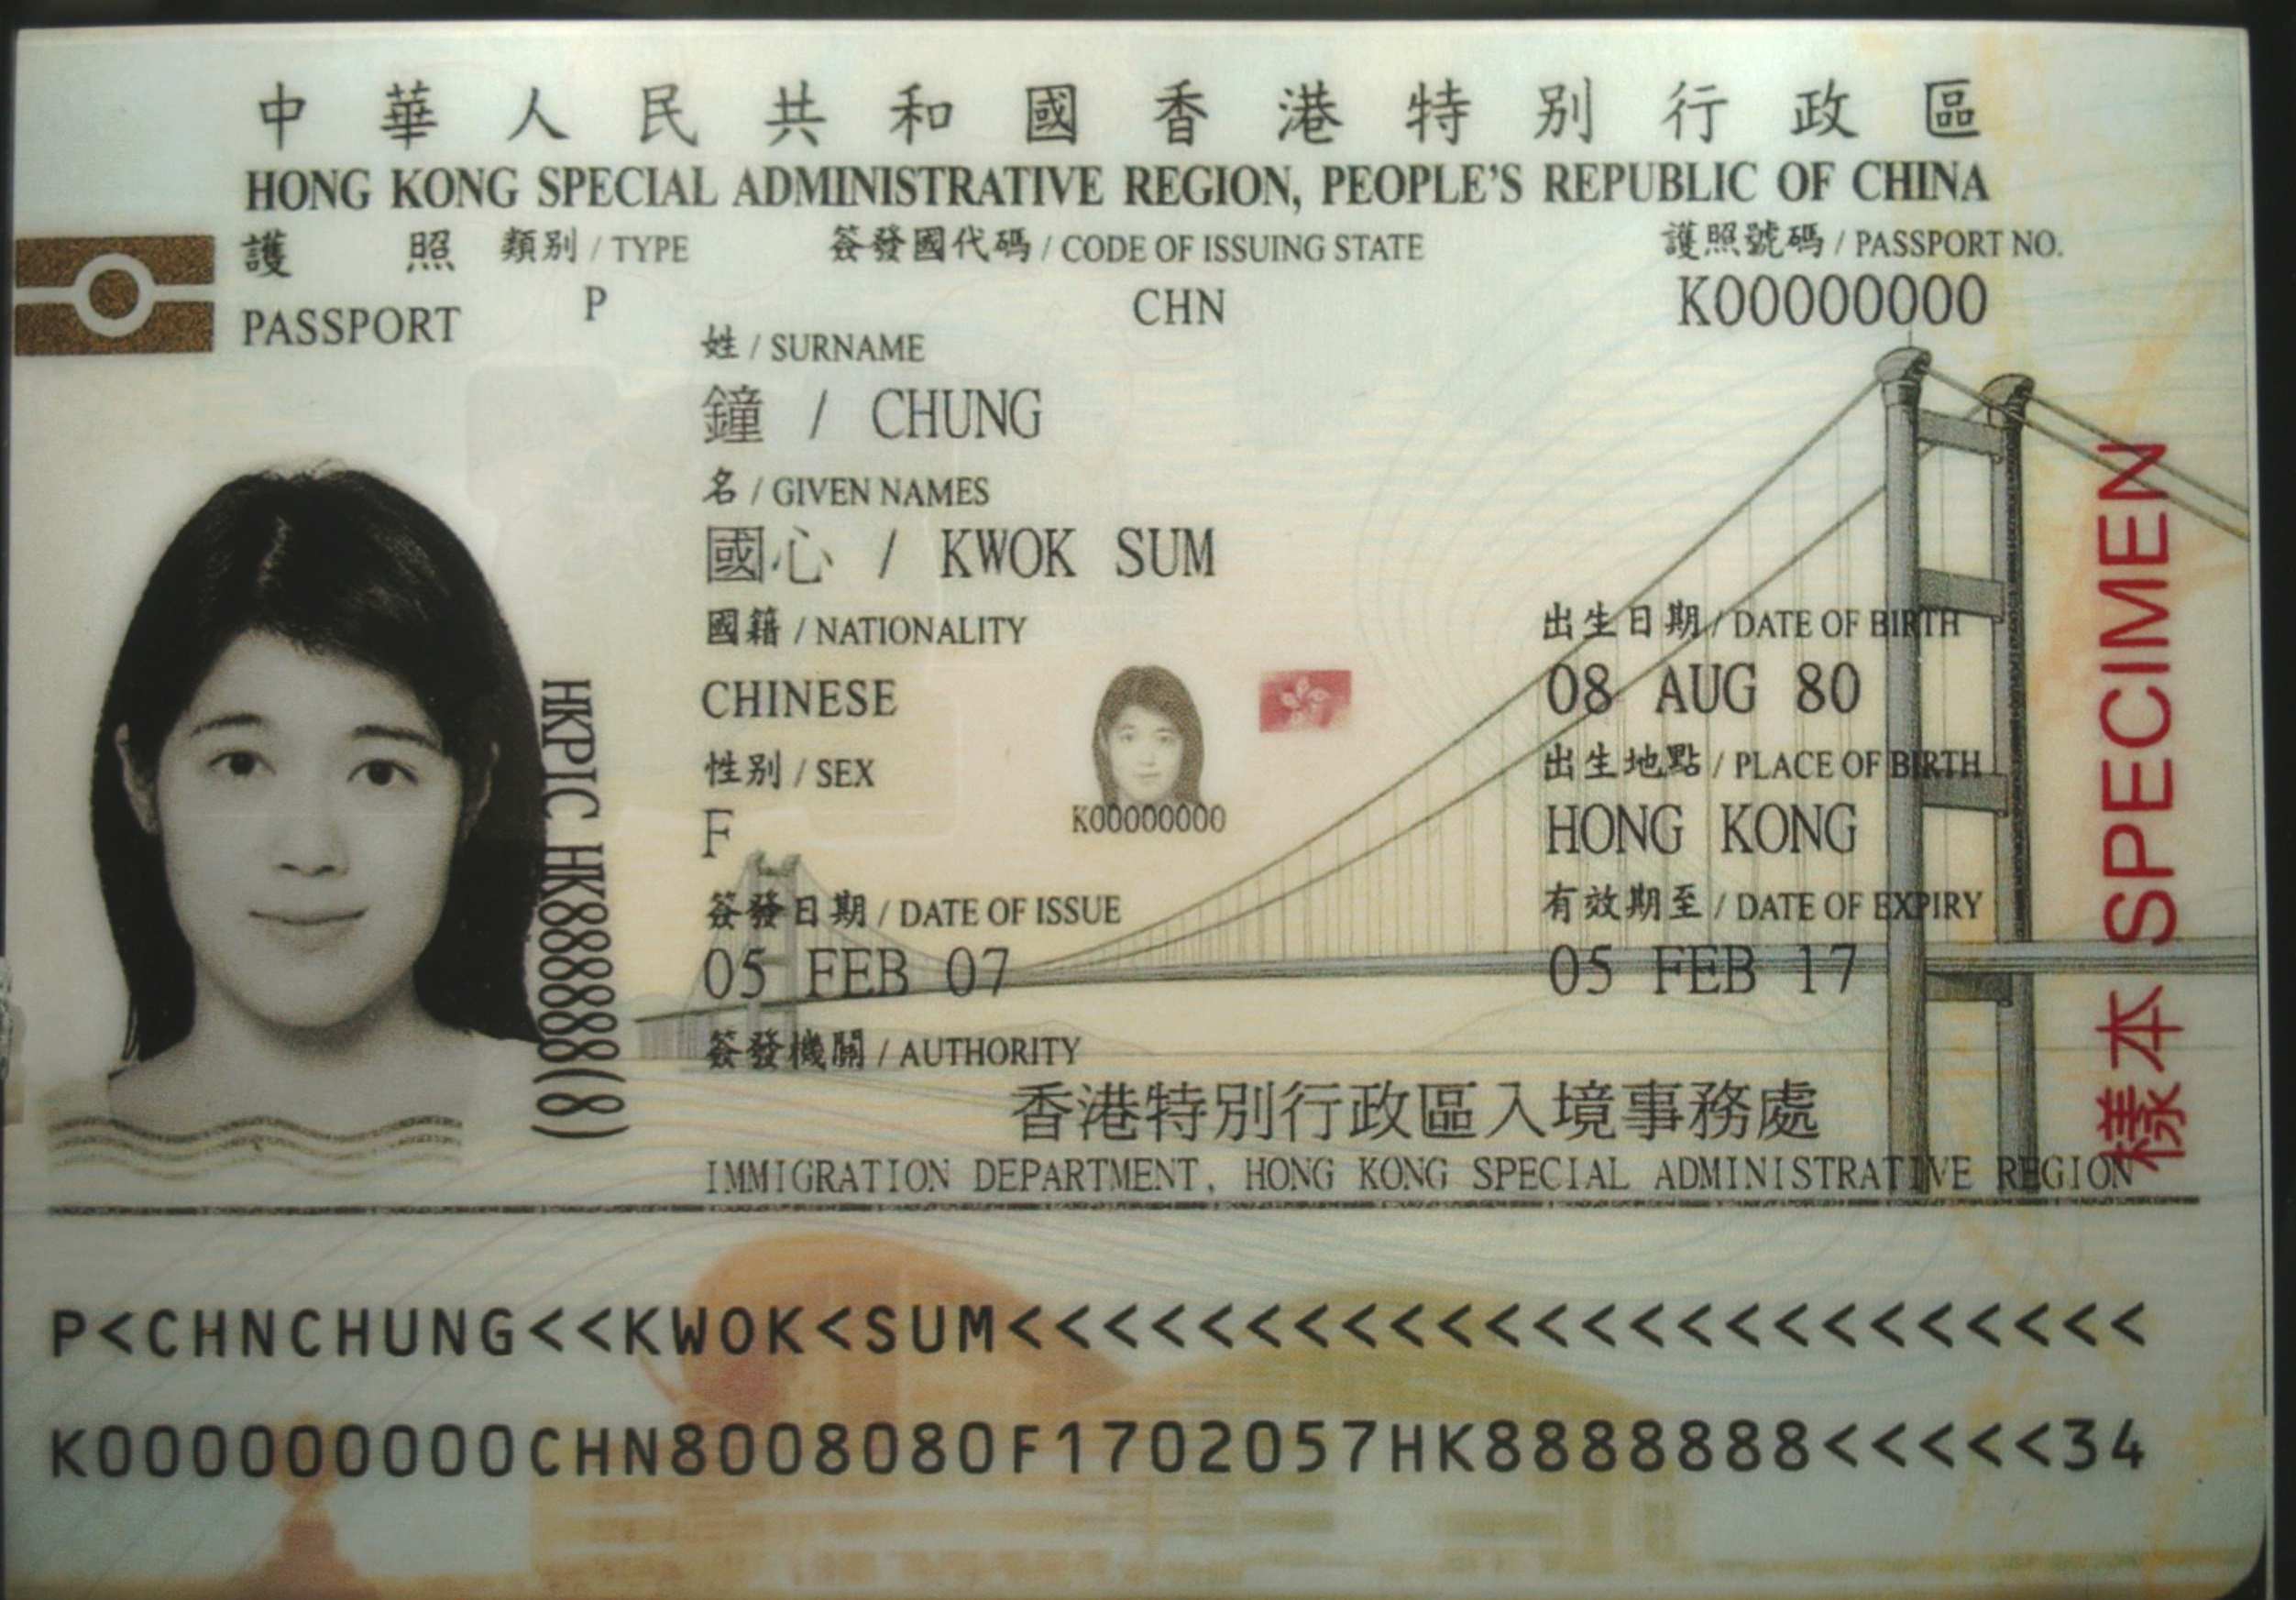 中華人民共和國香港特別行政區
HONG KONG SPECIAL ADMINISTRATIVE REGION, PEOPLE'S REPUBLIC OF CHINA
護照 類別 / TYPE 簽發國代碼 / CODE OF ISSUING STATE 護照號碼 / PASSPORT NO.
PASSPORT P CHN K00000000
姓 / SURNAME
鐘 / CHUNG
名 / GIVEN NAMES
國心 / KWOK SUM
國籍 / NATIONALITY 出生日期 / DATE OF BIRTH
CHINESE 08 AUG 80
性別 / SEX 出生地點 / PLACE OF BIRTH
F K00000000 HONG KONG
簽發日期 / DATE OF ISSUE 有效期至 / DATE OF EXPIRY
05 FEB 07 05 FEB 17
簽發機關 / AUTHORITY
香港特別行政區入境事務處
IMMIGRATION DEPARTMENT, HONG KONG SPECIAL ADMINISTRATIVE REGION
HKPIC HK8888888(8)
樣本 SPECIMEN
P<CHNCHUNG<<KWOK<SUM<<<<<<<<<<<<<<<<<<<<<<<<
K000000000CHN8008080F1702057HK8888888<<<<<34